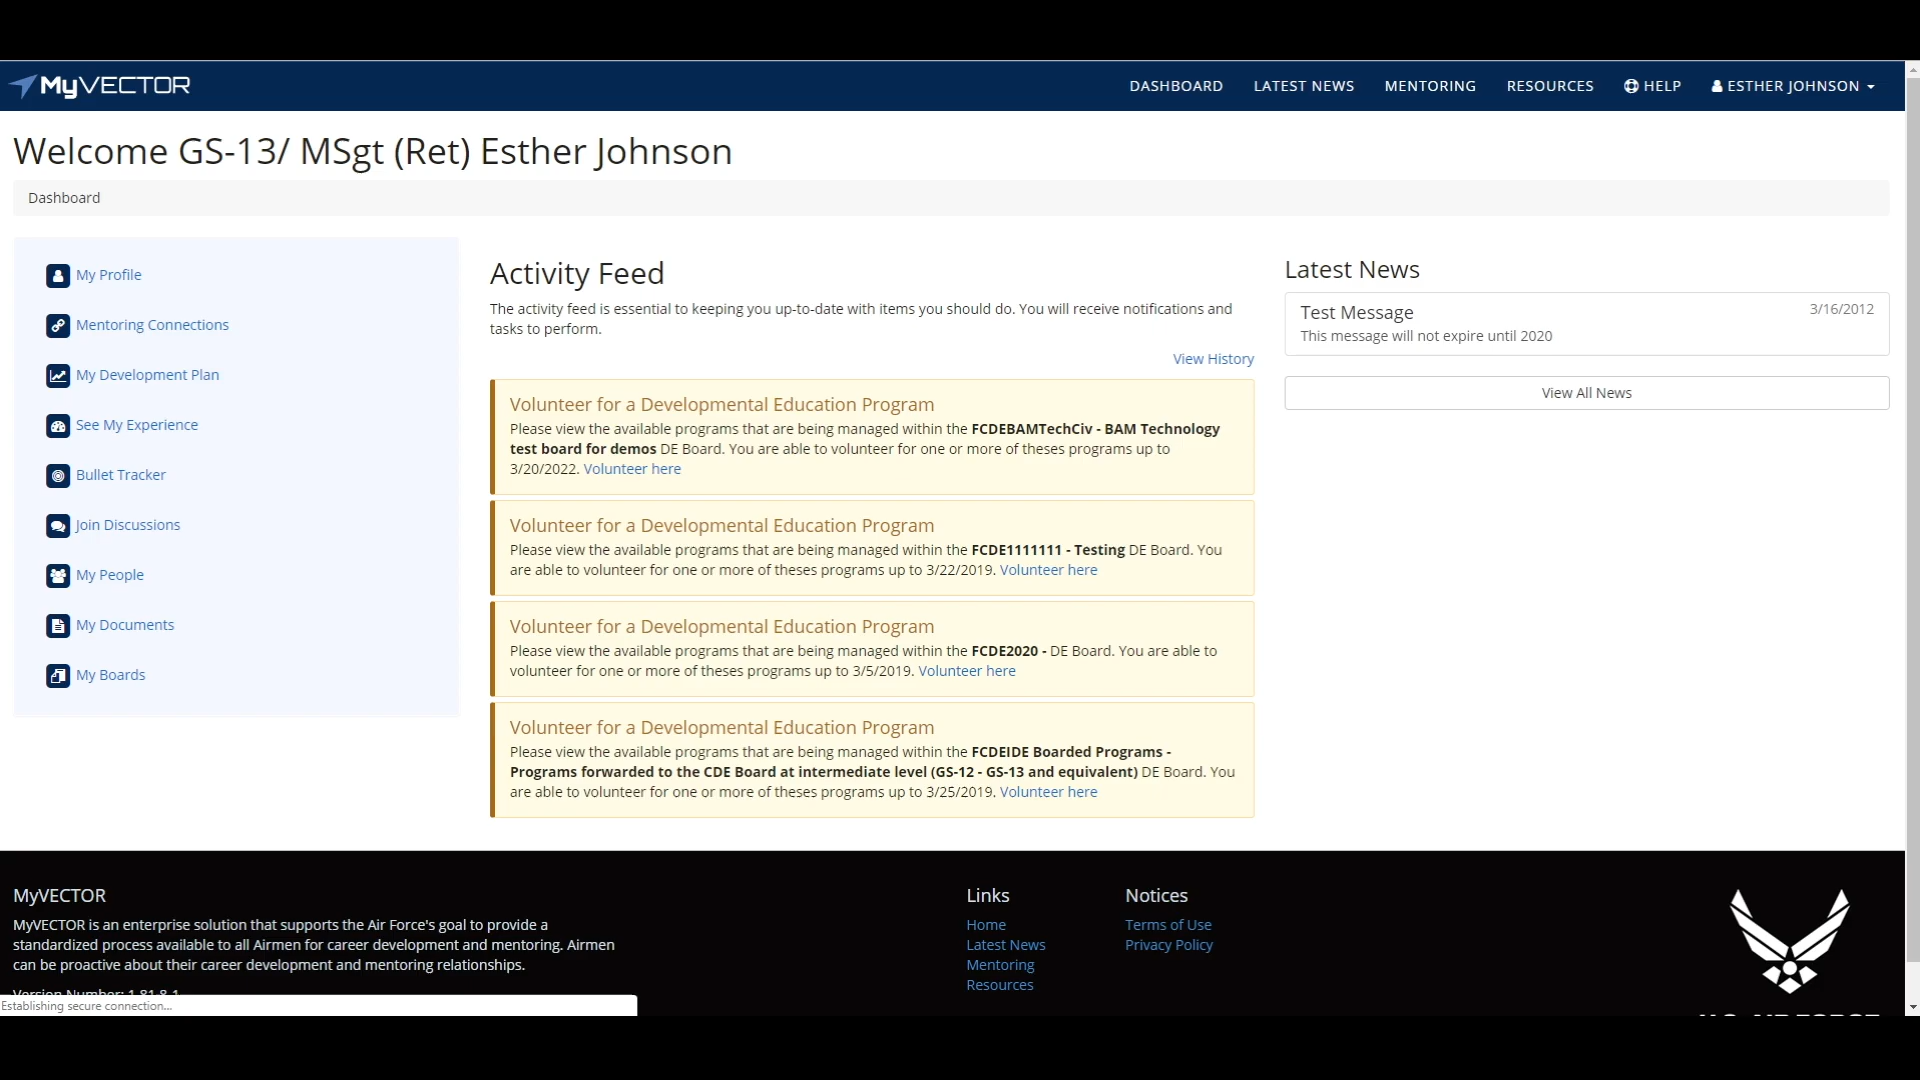 MyVECTOR
DASHBOARD LATEST NEWS MENTORING RESOURCES HELP ESTHER JOHNSON
Welcome GS-13/ MSgt (Ret) Esther Johnson
Dashboard
My Profile
Mentoring Connections
My Development Plan
See My Experience
Bullet Tracker
Join Discussions
My People
My Documents
My Boards
Activity Feed
The activity feed is essential to keeping you up-to-date with items you should do. You will receive notifications and
tasks to perform.
View History
Volunteer for a Developmental Education Program
Please view the available programs that are being managed within the FCDEBAMTechCiv - BAM Technology
test board for demos DE Board. You are able to volunteer for one or more of theses programs up to
3/20/2022. Volunteer here
Volunteer for a Developmental Education Program
Please view the available programs that are being managed within the FCDE1111111 - Testing DE Board. You
are able to volunteer for one or more of theses programs up to 3/22/2019. Volunteer here
Volunteer for a Developmental Education Program
Please view the available programs that are being managed within the FCDE2020 - DE Board. You are able to
volunteer for one or more of theses programs up to 3/5/2019. Volunteer here
Volunteer for a Developmental Education Program
Please view the available programs that are being managed within the FCDEIDE Boarded Programs -
Programs forwarded to the CDE Board at intermediate level (GS-12 - GS-13 and equivalent) DE Board. You
are able to volunteer for one or more of theses programs up to 3/25/2019. Volunteer here
Latest News
Test Message 3/16/2012
This message will not expire until 2020
View All News
MyVECTOR
MyVECTOR is an enterprise solution that supports the Air Force's goal to provide a
standardized process available to all Airmen for career development and mentoring. Airmen
can be proactive about their career development and mentoring relationships.
Version Number: 1.81.8.1
Establishing secure connection...
Links
Home
Latest News
Mentoring
Resources
Notices
Terms of Use
Privacy Policy
U.S. AIR FORCE